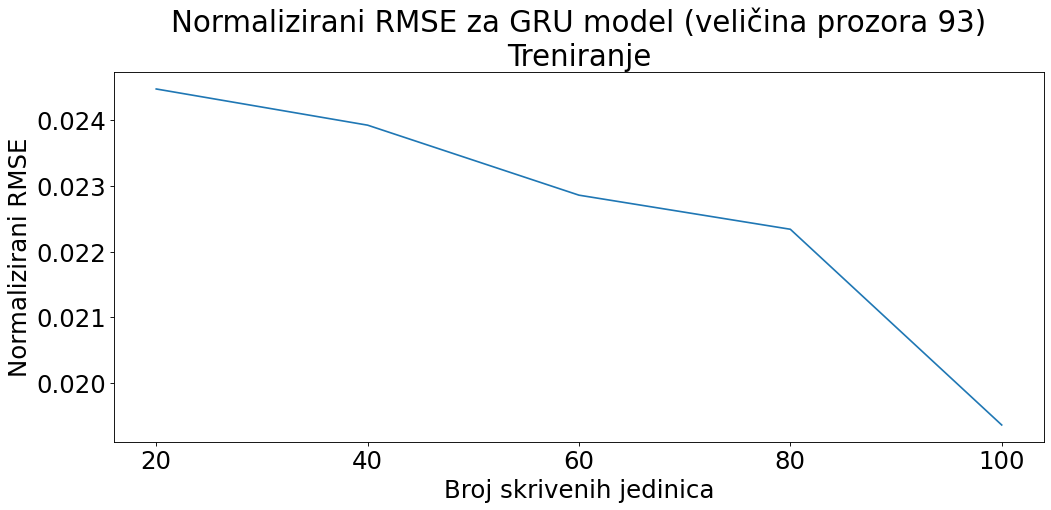 Normalizirani RMSE za GRU model (veličina prozora 93)
Treniranje
Normalizirani RMSE
0.024
0.023
0.022
0.021
0.020
20 40 60 80 100
Broj skrivenih jedinica